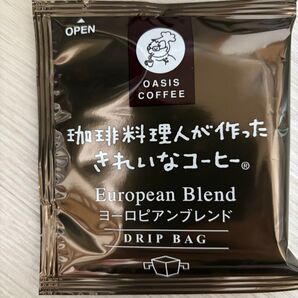 OPEN
OASIS
COFFEE
珈琲料理人が作った
きれいなコーヒー®
European Blend
ヨーロピアンブレンド
DRIP BAG